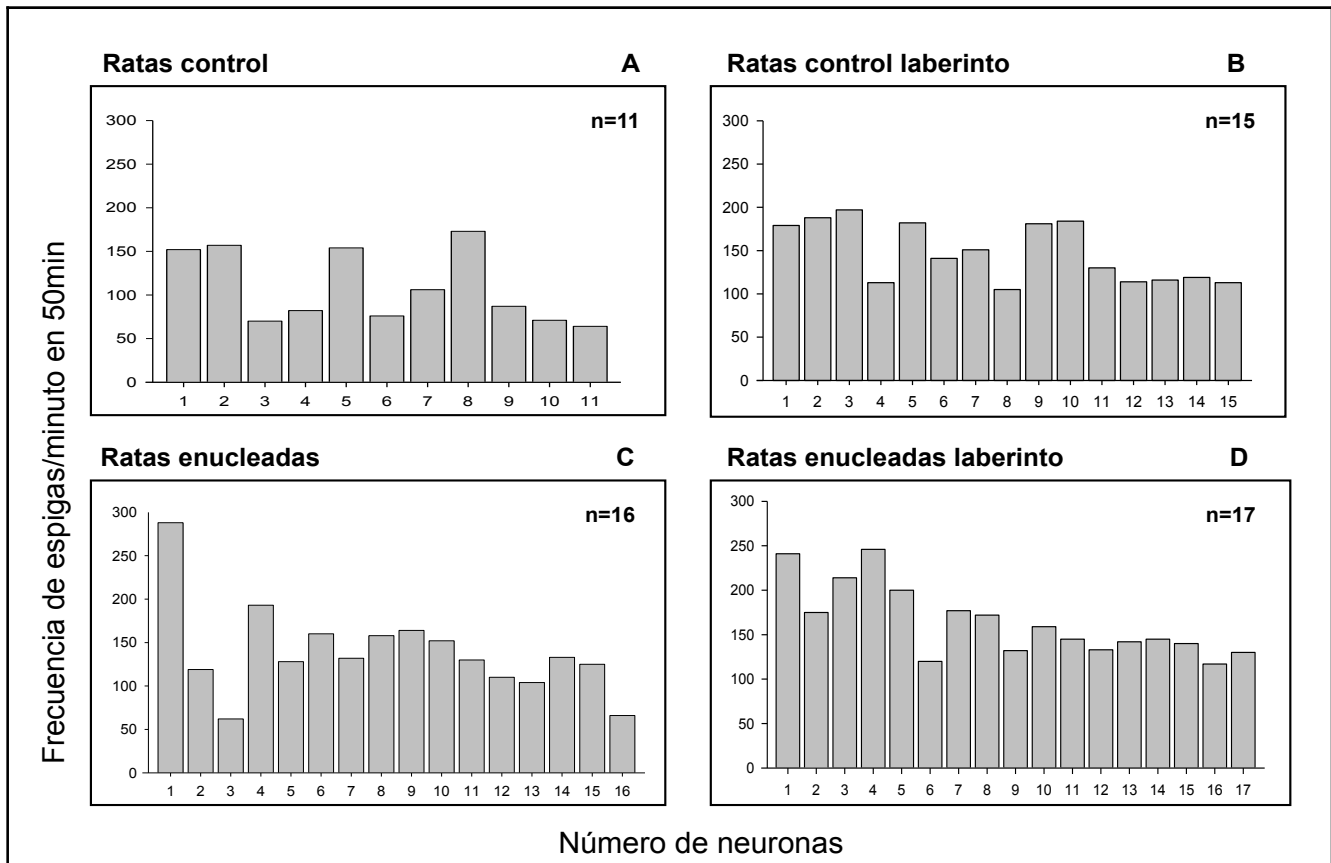 Frecuencia de espigas/minuto en 50min
Ratas control A
n=11
300
250
200
150
100
50
0
1 2 3 4 5 6 7 8 9 10 11
Ratas control laberinto B
n=15
300
250
200
150
100
50
0
1 2 3 4 5 6 7 8 9 10 11 12 13 14 15
Ratas enucleadas C
n=16
300
250
200
150
100
50
0
1 2 3 4 5 6 7 8 9 10 11 12 13 14 15 16
Ratas enucleadas laberinto D
n=17
300
250
200
150
100
50
0
1 2 3 4 5 6 7 8 9 10 11 12 13 14 15 16 17
Número de neuronas